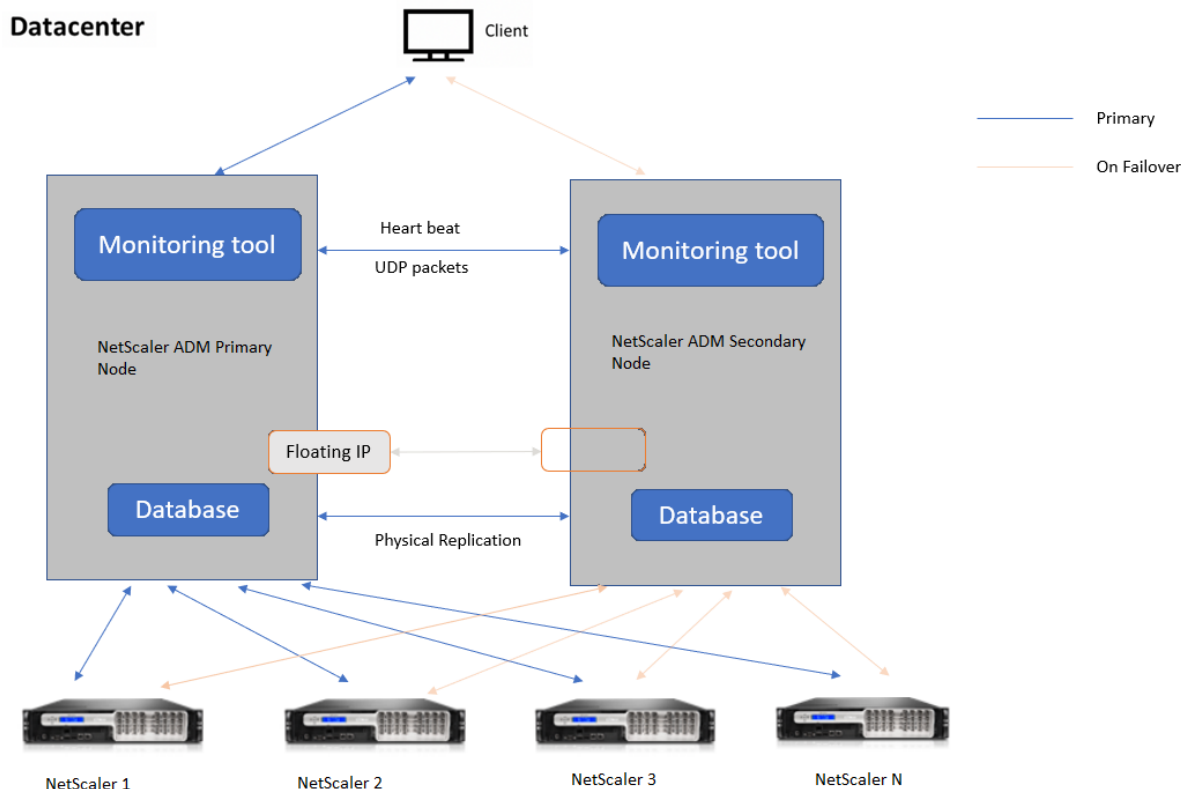 Datacenter
Client
Primary
On Failover
Monitoring tool
Heart beat
UDP packets
Monitoring tool
NetScaler ADM Primary
Node
NetScaler ADM Secondary
Node
Floating IP
Database
Physical Replication
Database
NetScaler 1
NetScaler 2
NetScaler 3
NetScaler N